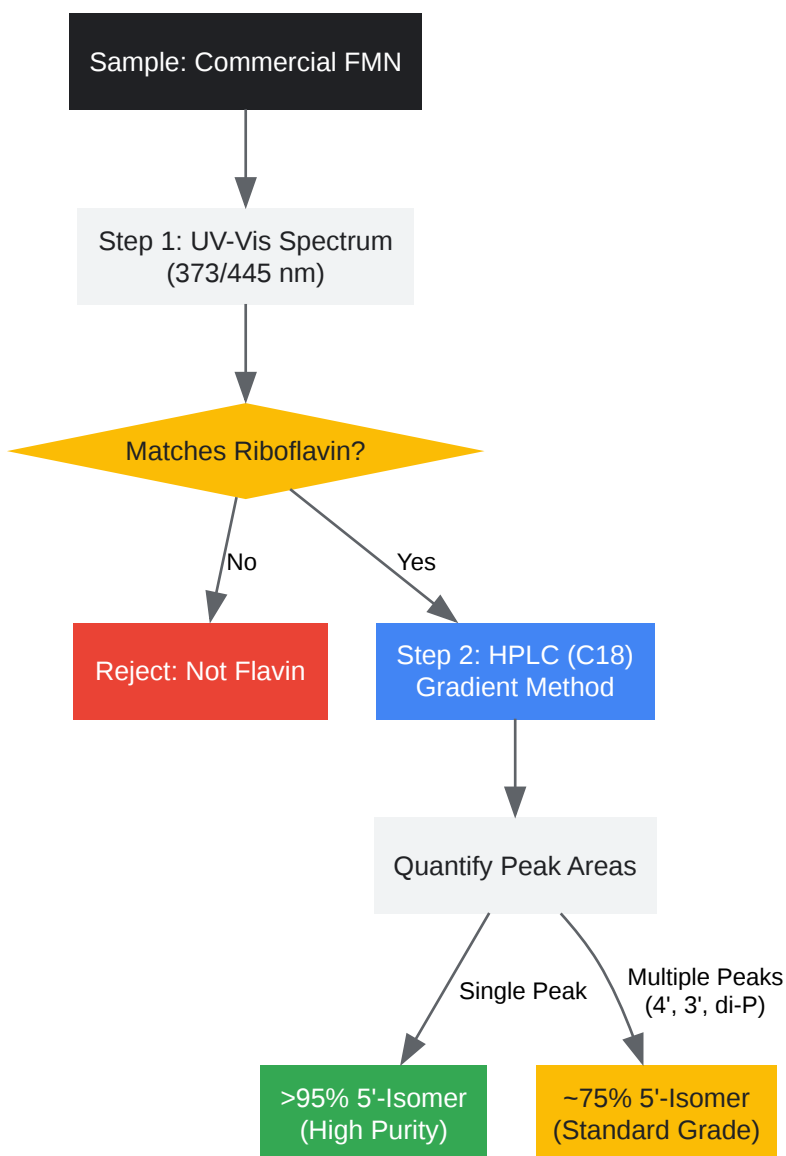 Sample: Commercial FMN
Step 1: UV-Vis Spectrum
(373/445 nm)
Matches Riboflavin?
No
Yes
Reject: Not Flavin
Step 2: HPLC (C18)
Gradient Method
Quantify Peak Areas
Single Peak
Multiple Peaks
(4', 3', di-P)
>95% 5'-Isomer
(High Purity)
~75% 5'-Isomer
(Standard Grade)